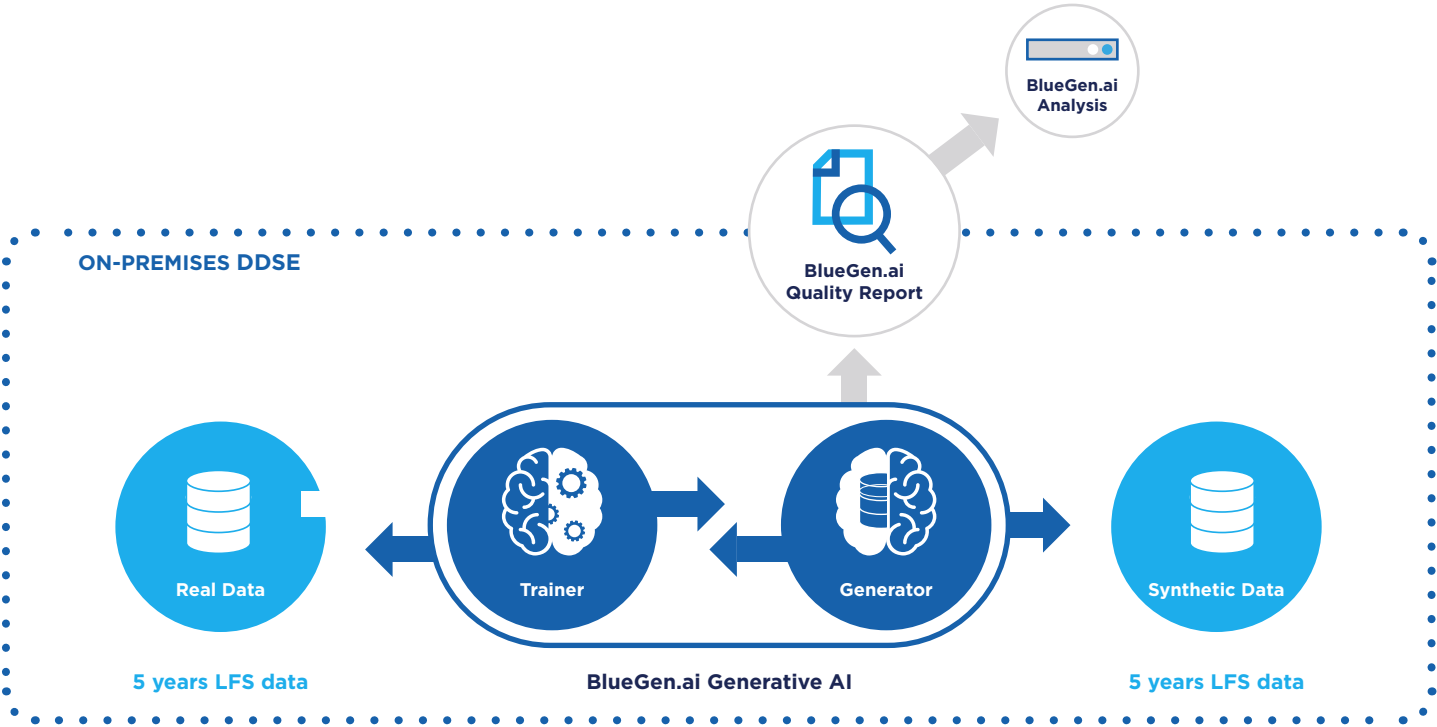 BlueGen.ai
Analysis
BlueGen.ai
Quality Report
ON-PREMISES DDSE
Real Data
Trainer
Generator
Synthetic Data
5 years LFS data
BlueGen.ai Generative AI
5 years LFS data